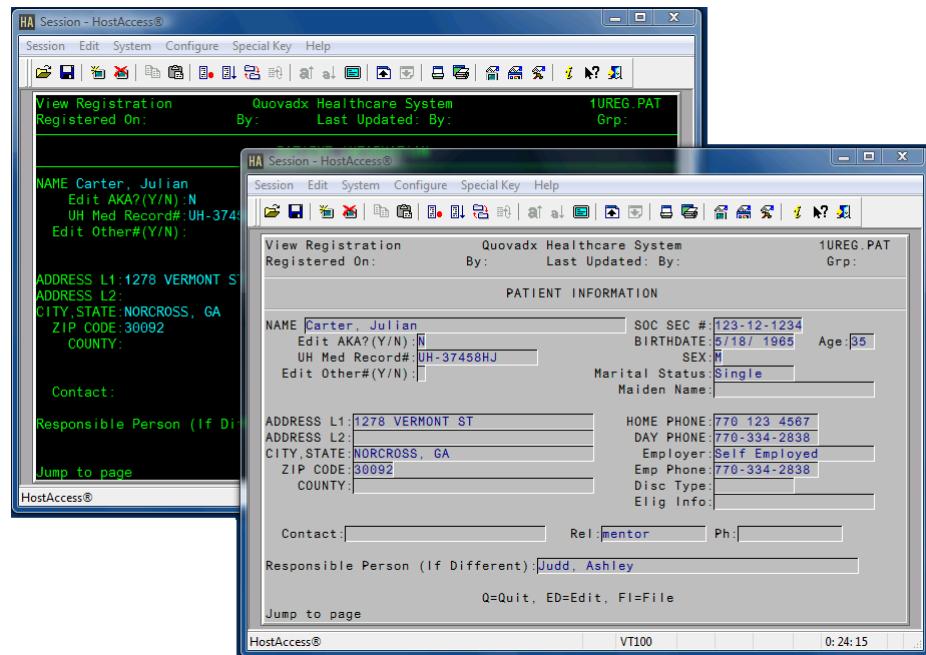 Session - HostAccess®
Session Edit System Configure Special Key Help
View Registration Quovadx Healthcare System 1UREG.PAT
Registered On: By: Last Updated: By: Grp:
NAME Carter, Julian
Edit AKA?(Y/N):N
UH Med Record#:UH-3745
Edit Other#(Y/N):
ADDRESS L1:1278 VERMONT S
ADDRESS L2:
CITY,STATE:NORCROSS, GA
ZIP CODE:30092
COUNTY:
Contact:
Responsible Person (If Di
Jump to page
HostAccess®
Session - HostAccess®
Session Edit System Configure Special Key Help
View Registration Quovadx Healthcare System 1UREG.PAT
Registered On: By: Last Updated: By: Grp:
PATIENT INFORMATION
NAME Carter, Julian SOC SEC #:123-12-1234
Edit AKA?(Y/N):N BIRTHDATE:5/18/ 1965 Age:35
UH Med Record#:UH-37458HJ SEX:M
Edit Other#(Y/N): Marital Status:Single
Maiden Name:
ADDRESS L1:1278 VERMONT ST HOME PHONE:770 123 4567
ADDRESS L2: DAY PHONE:770-334-2838
CITY,STATE:NORCROSS, GA Employer:Self Employed
ZIP CODE:30092 Emp Phone:770-334-2838
COUNTY: Disc Type:
Elig Info:
Contact: Rel:mentor Ph:
Responsible Person (If Different):Judd, Ashley
Q=Quit, ED=Edit, FI=File
Jump to page
HostAccess® VT100 0: 24: 15